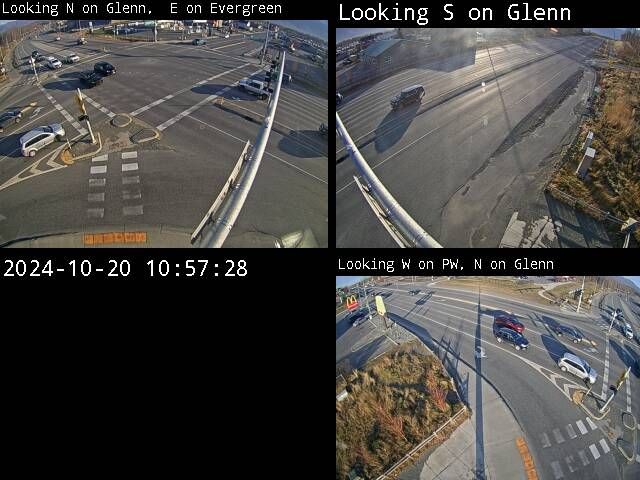 Looking N on Glenn,  E on Evergreen
Looking S on Glenn
2024-10-20 10:57:28
Looking W on PW, N on Glenn